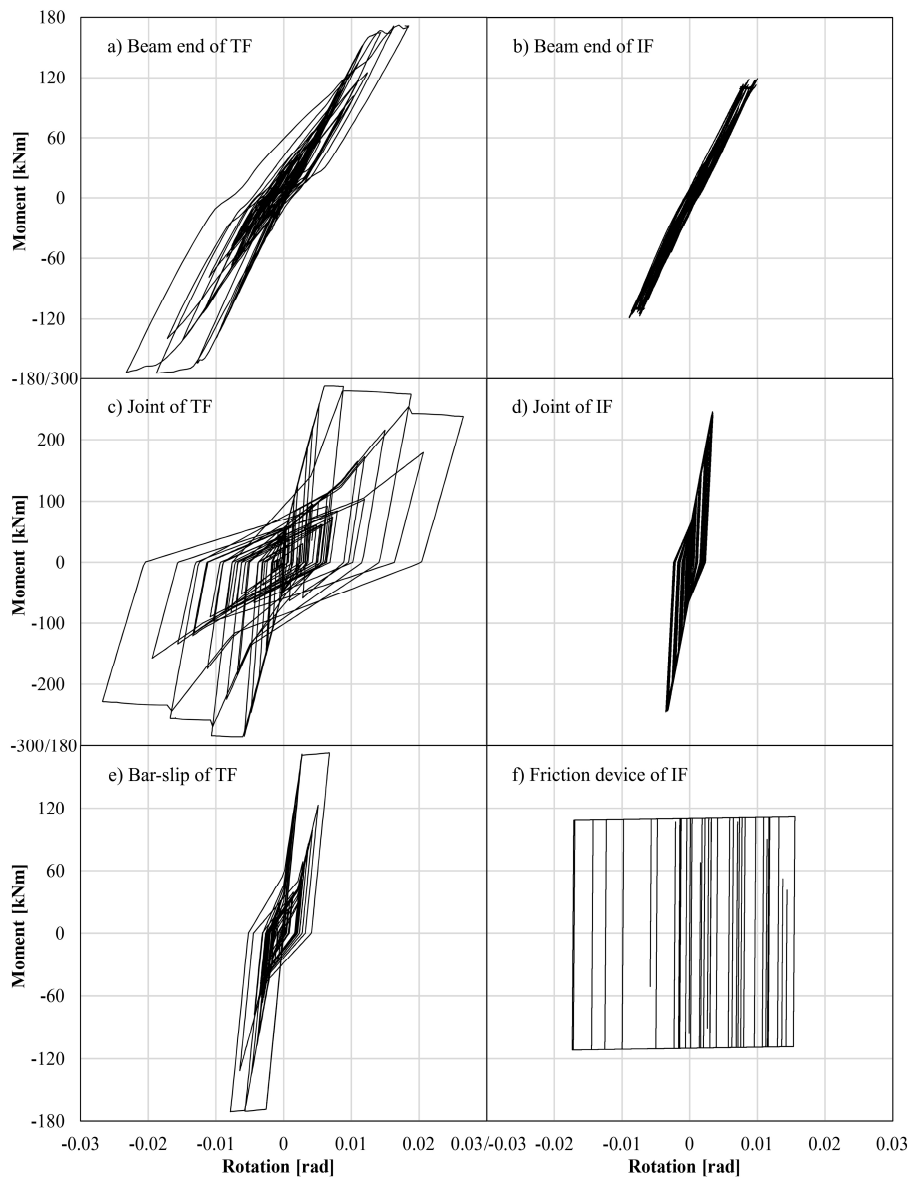 180
a) Beam end of TF
b) Beam end of IF
120
60
Moment [kNm]
0
-60
-120
-180/300
c) Joint of TF
d) Joint of IF
200
100
Moment [kNm]
0
-100
-200
-300/180
e) Bar-slip of TF
f) Friction device of IF
120
60
Moment [kNm]
0
-60
-120
-180
-0.03 -0.02 -0.01 0 0.01 0.02 0.03/-0.03 -0.02 -0.01 0 0.01 0.02 0.03
Rotation [rad] Rotation [rad]